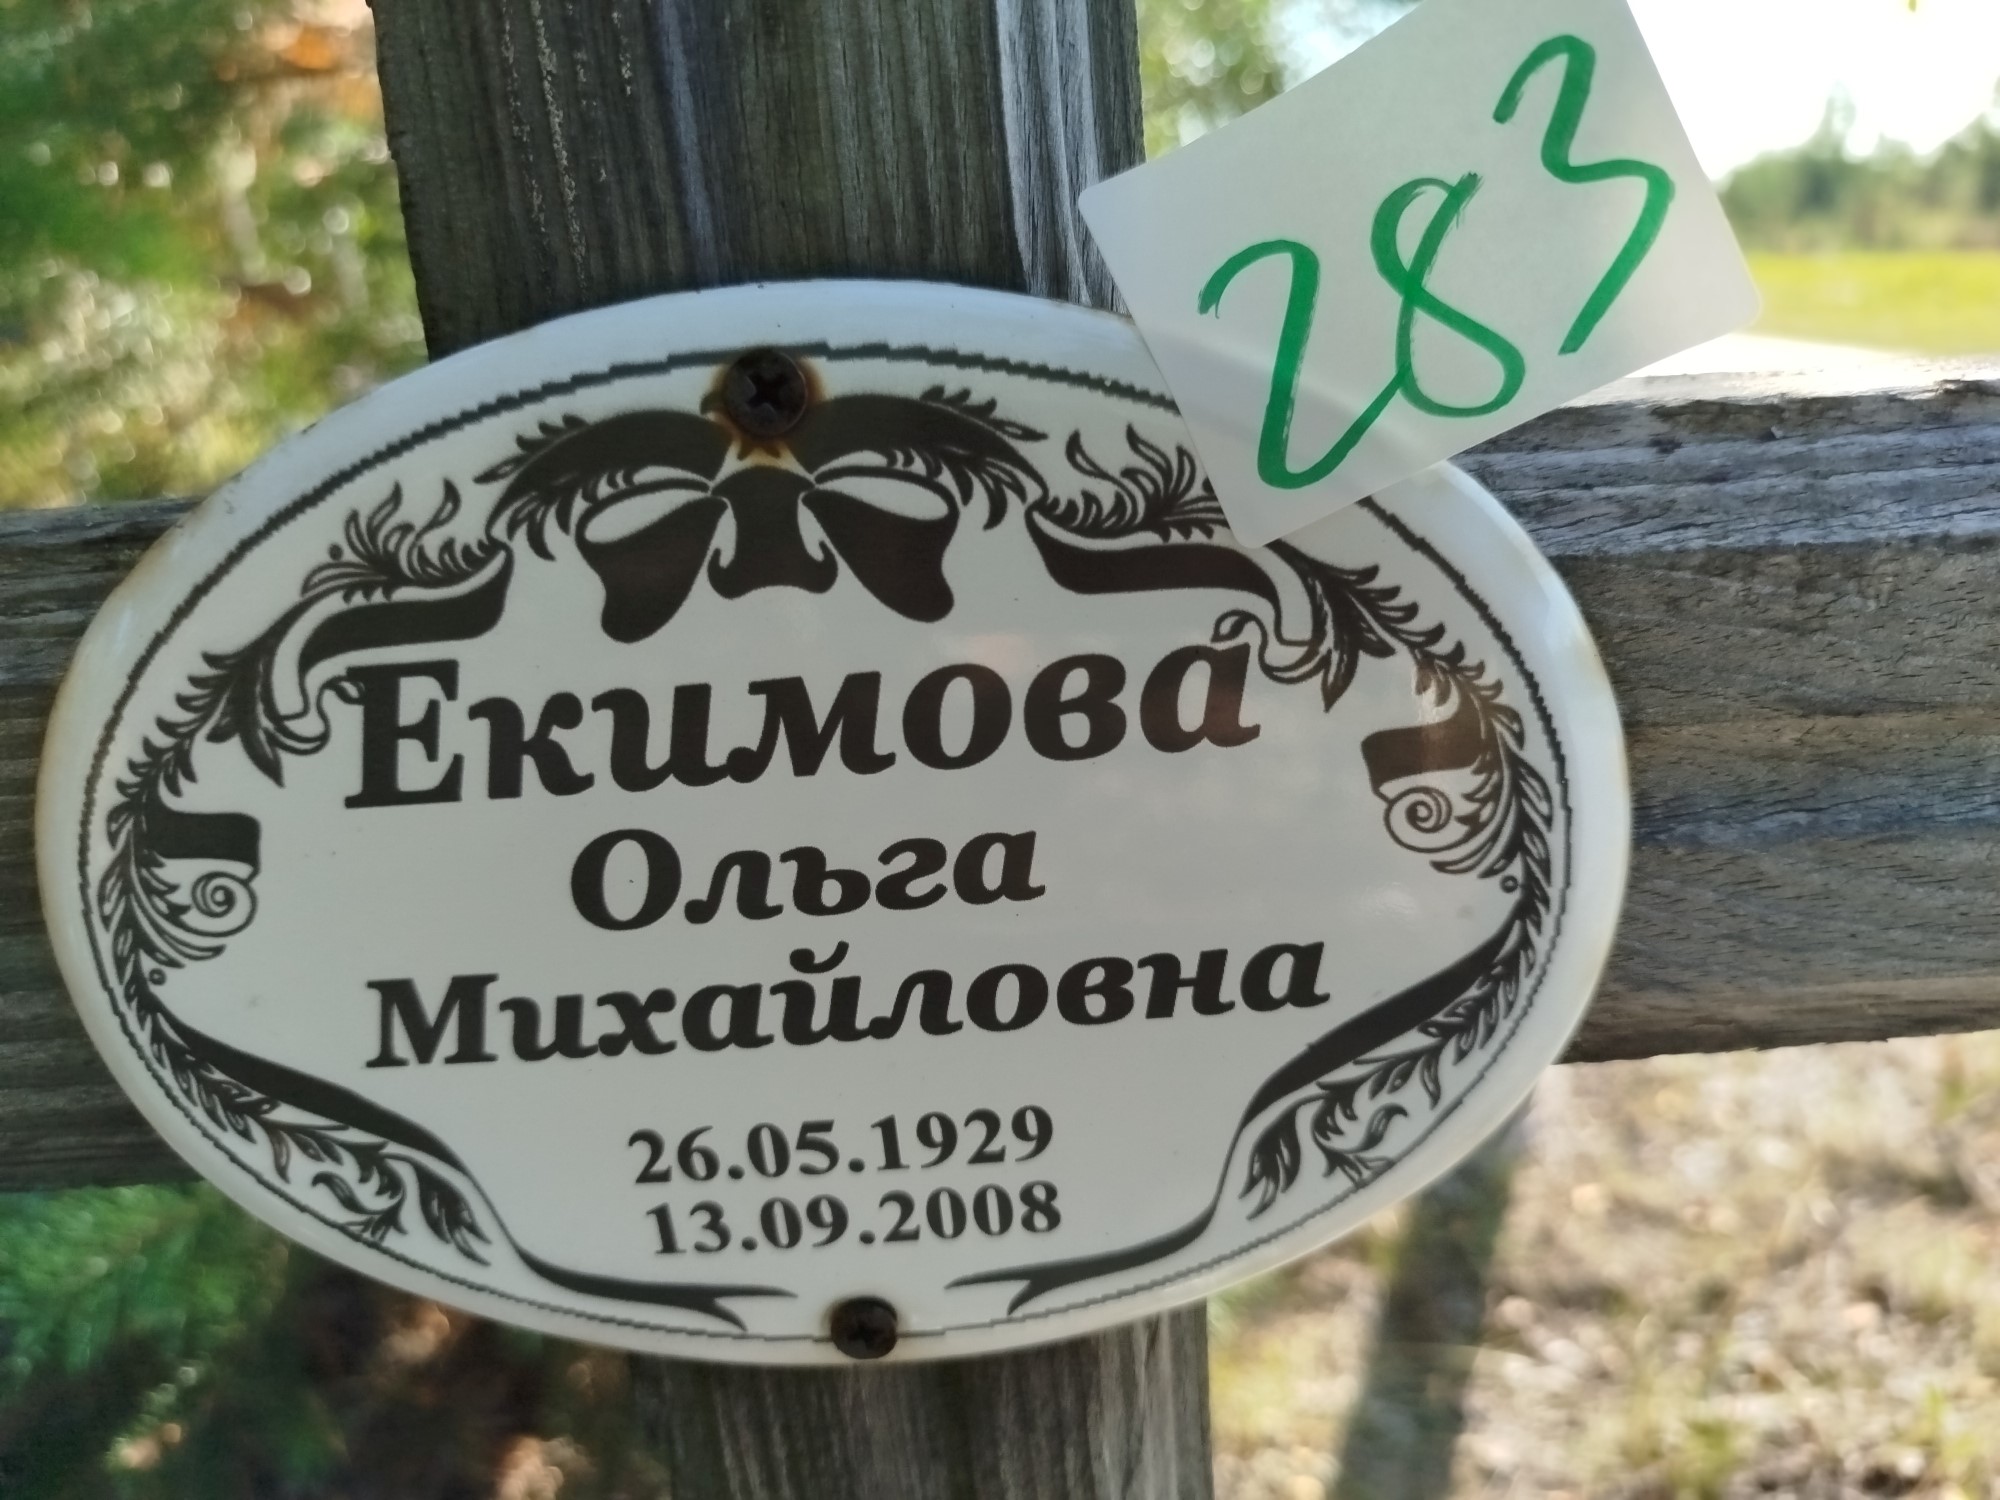 283
Екимова
Ольга
Михайловна
26.05.1929
13.09.2008